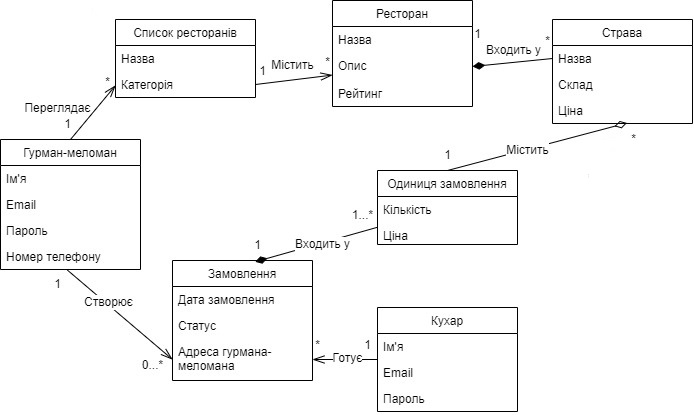 Список ресторанів
Назва
Категорія
Ресторан
Назва
Опис
Рейтинг
Страва
Назва
Склад
Ціна
1
Містить
*
1
Входить у
*
*
Переглядає
1
Гурман-меломан
Ім'я
Email
Пароль
Номер телефону
1
Містить
*
Одиниця замовлення
Кількість
Ціна
1
Входить у
1...*
1
Створює
0...*
Замовлення
Дата замовлення
Статус
Адреса гурмана-
меломана
*
Готує
1
Кухар
Ім'я
Email
Пароль